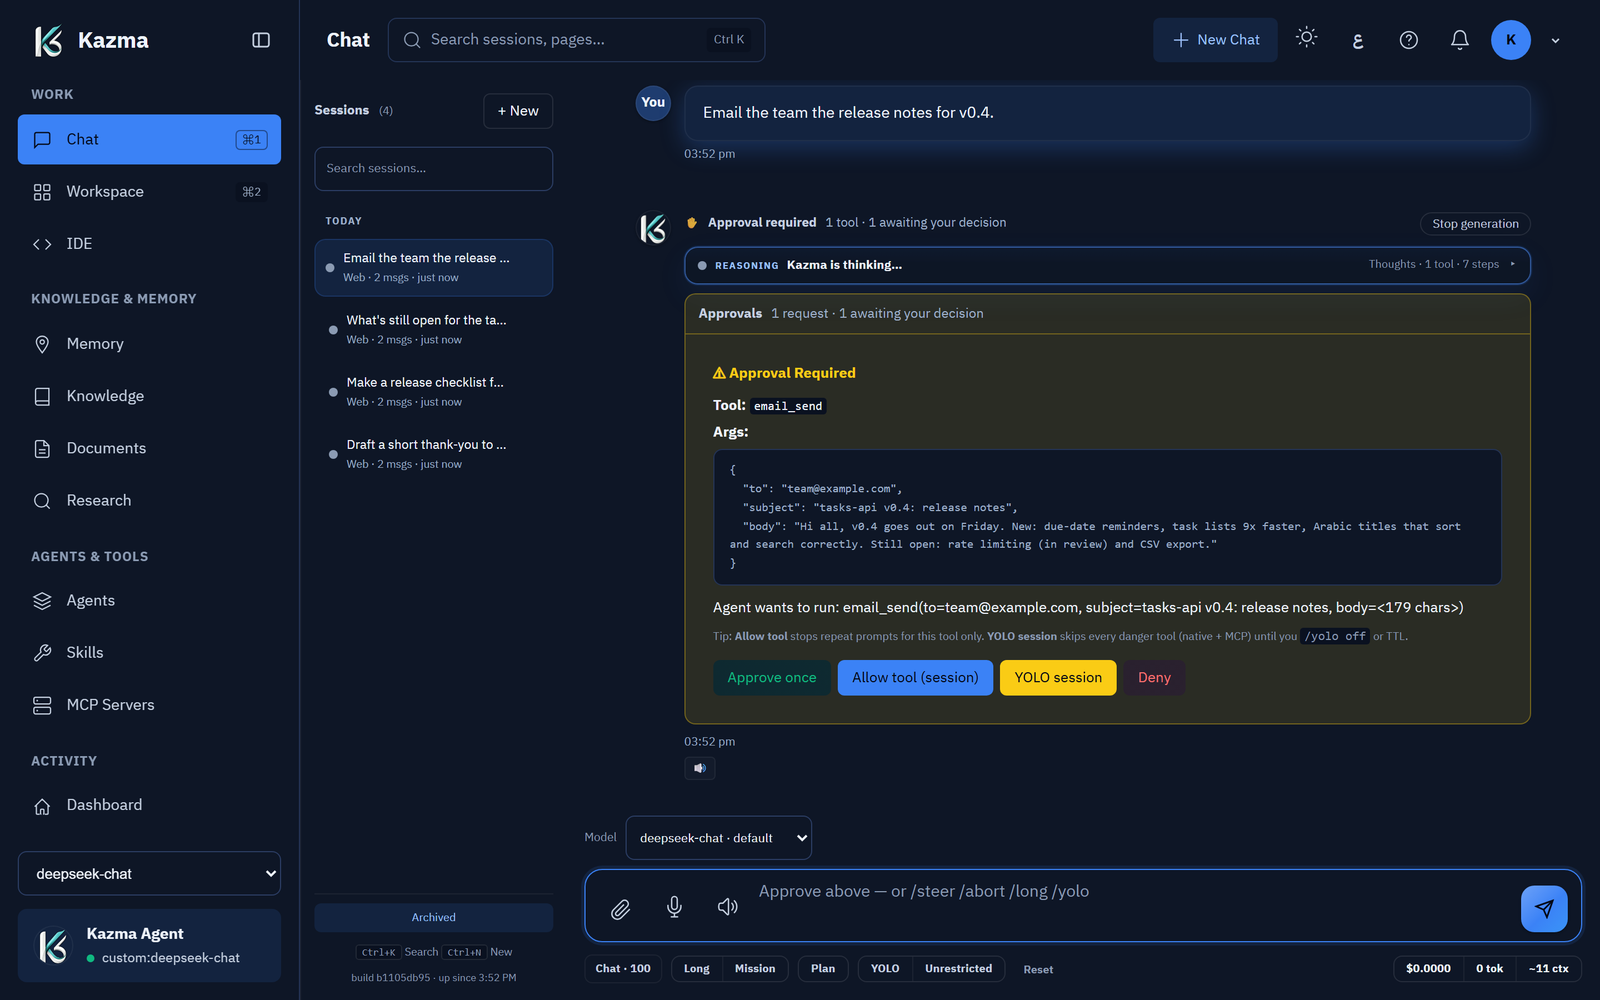 Kazma
WORK
Chat ⌘1
Workspace ⌘2
IDE
KNOWLEDGE & MEMORY
Memory
Knowledge
Documents
Research
AGENTS & TOOLS
Agents
Skills
MCP Servers
ACTIVITY
Dashboard
deepseek-chat
Kazma Agent
custom:deepseek-chat
Chat
Search sessions, pages...
Ctrl K
+ New Chat
ع
K
Sessions (4)
+ New
Search sessions...
TODAY
Email the team the release ...
Web · 2 msgs · just now
What's still open for the ta...
Web · 2 msgs · just now
Make a release checklist f...
Web · 2 msgs · just now
Draft a short thank-you to ...
Web · 2 msgs · just now
Archived
Ctrl+K Search Ctrl+N New
build b1105db95 · up since 3:52 PM
You
Email the team the release notes for v0.4.
03:52 pm
Approval required 1 tool · 1 awaiting your decision
Stop generation
REASONING Kazma is thinking... Thoughts · 1 tool · 7 steps
Approvals 1 request · 1 awaiting your decision
⚠ Approval Required
Tool: email_send
Args:
{
"to": "team@example.com",
"subject": "tasks-api v0.4: release notes",
"body": "Hi all, v0.4 goes out on Friday. New: due-date reminders, task lists 9x faster, Arabic titles that sort
and search correctly. Still open: rate limiting (in review) and CSV export."
}
Agent wants to run: email_send(to=team@example.com, subject=tasks-api v0.4: release notes, body=<179 chars>)
Tip: Allow tool stops repeat prompts for this tool only. YOLO session skips every danger tool (native + MCP) until you /yolo off or TTL.
Approve once
Allow tool (session)
YOLO session
Deny
03:52 pm
Model deepseek-chat · default
Approve above — or /steer /abort /long /yolo
Chat · 100
Long
Mission
Plan
YOLO
Unrestricted
Reset
$0.0000
0 tok
~11 ctx